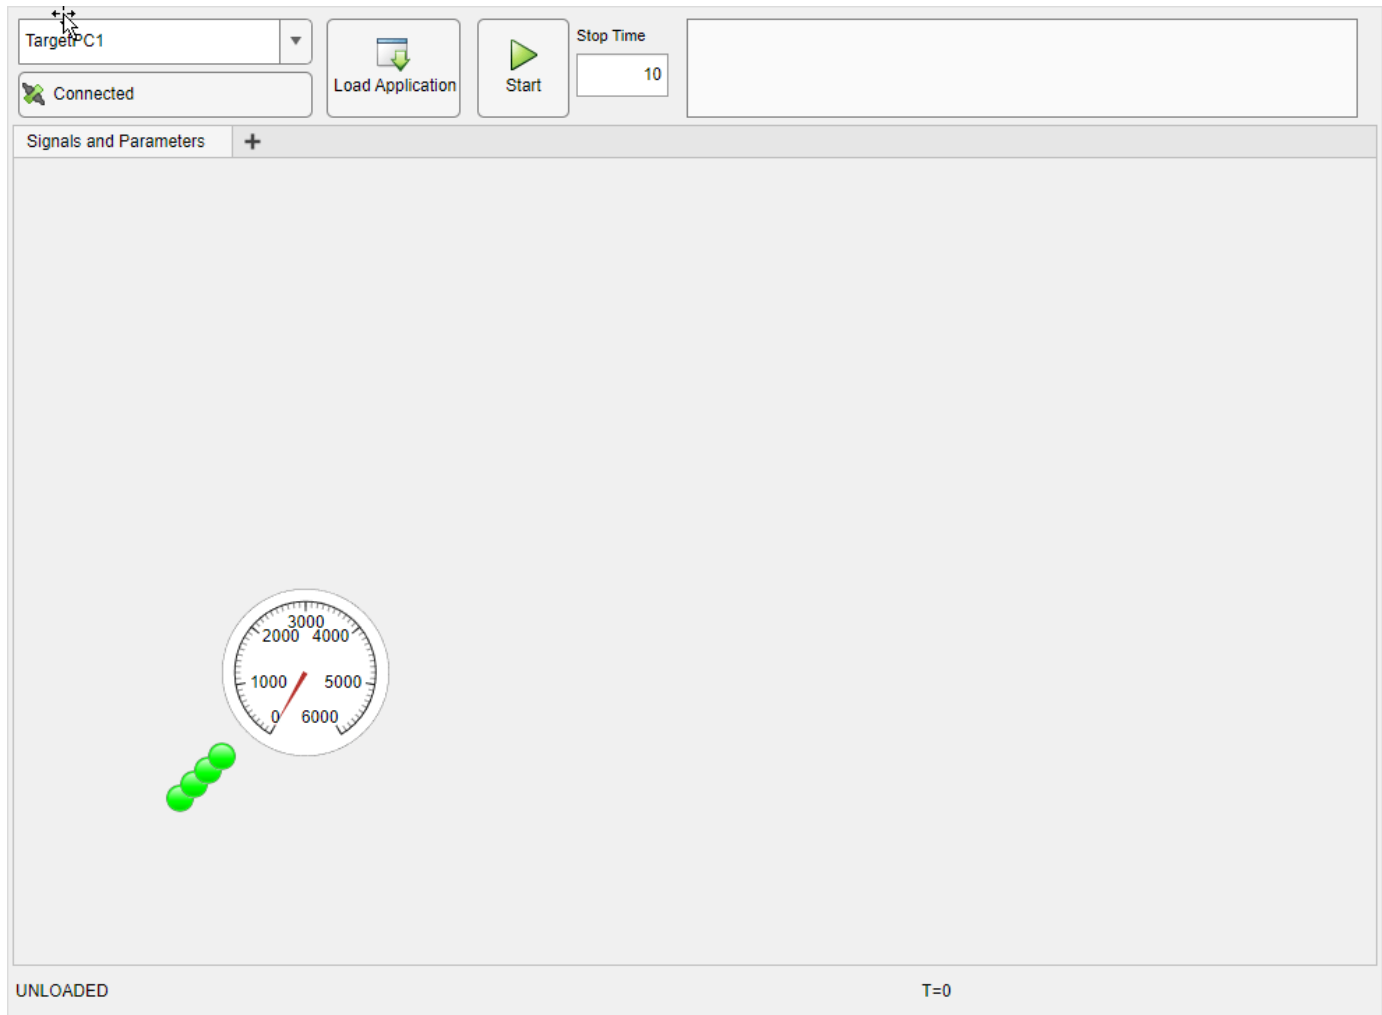 TargetPC1
Connected
Load Application
Start
Stop Time
10
Signals and Parameters
3000
2000 4000
1000 5000
0 6000
UNLOADED
T=0